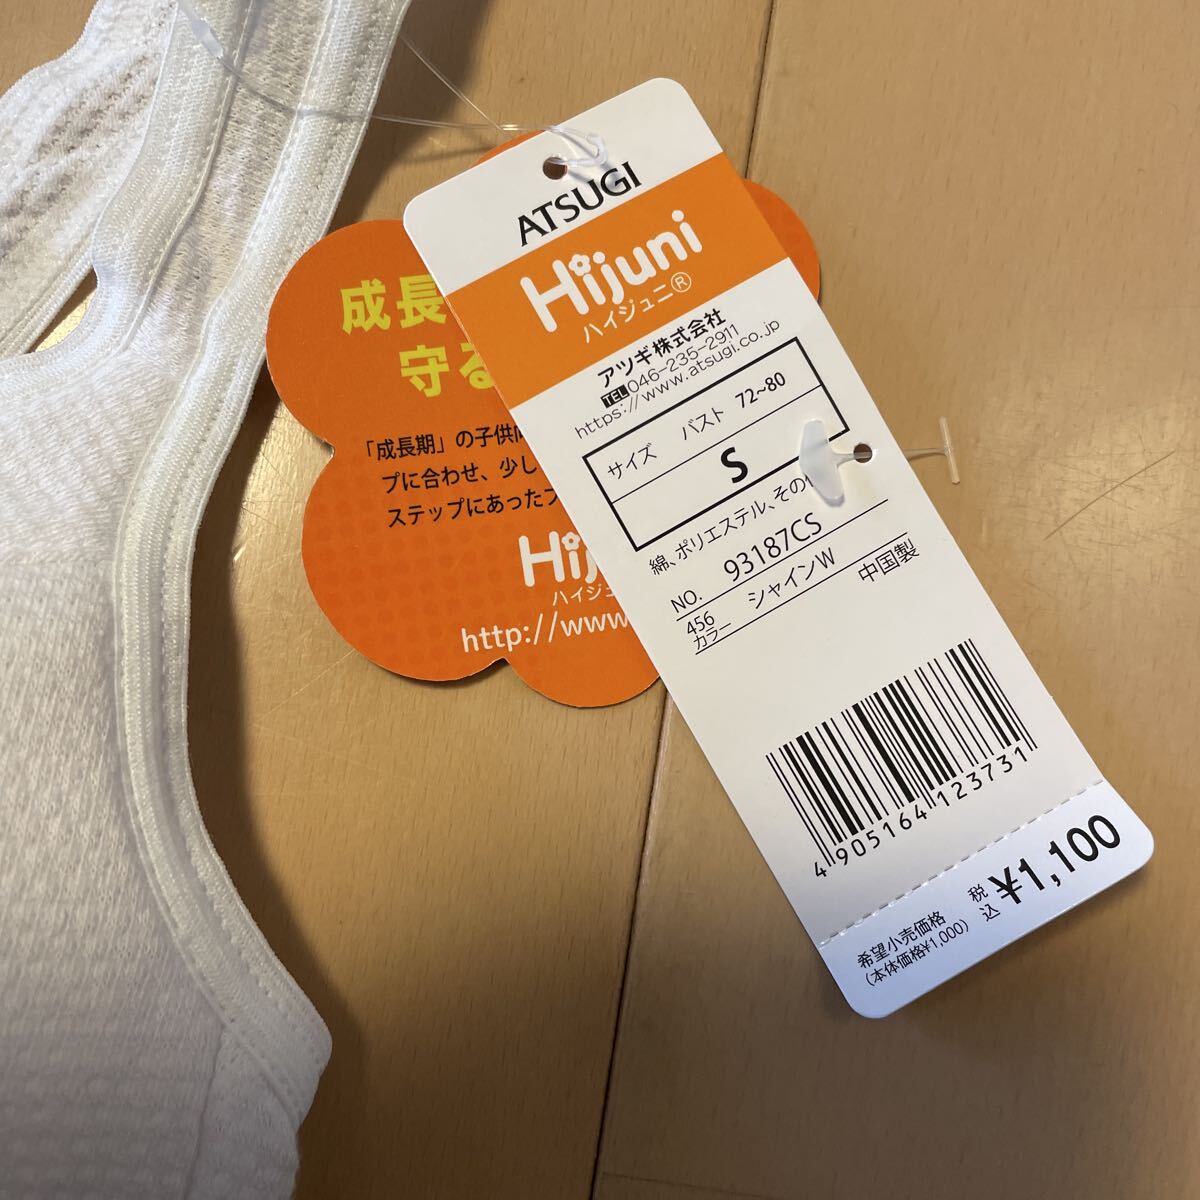 ATSUGI
Hijuni
ハイジュニ®
アツギ株式会社
TEL 046-235-2911
https://www.atsugi.co.jp
サイズ バスト 72~80
S
綿、ポリエステル、その
NO. 93187CS
456
カラー シャインW 中国製
4 905164 123731
希望小売価格 税込 ¥1,100
(本体価格¥1,000)
成長
守る
「成長期」の子供
プに合わせ、少し
ステップにあった
Hiju
ハイジ
http://www